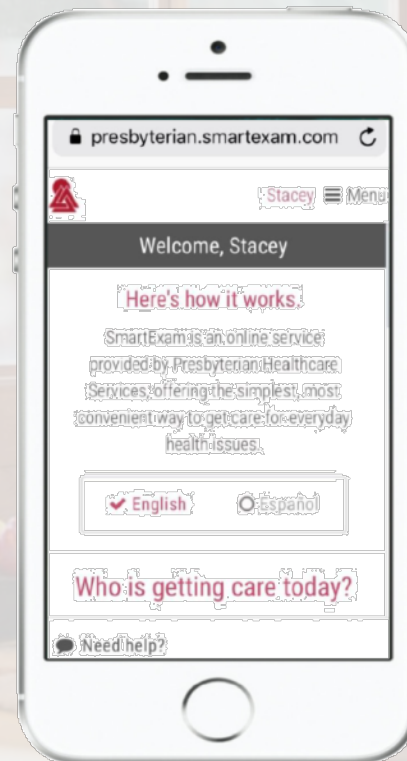 presbyterian.smartexam.com
Stacey Menu
Welcome, Stacey
Here's how it works.
SmartExam is an online service
provided by Presbyterian Healthcare
Services, offering the simplest, most
convenient way to get care for everyday
health issues.
English Español
Who is getting care today?
Need help?